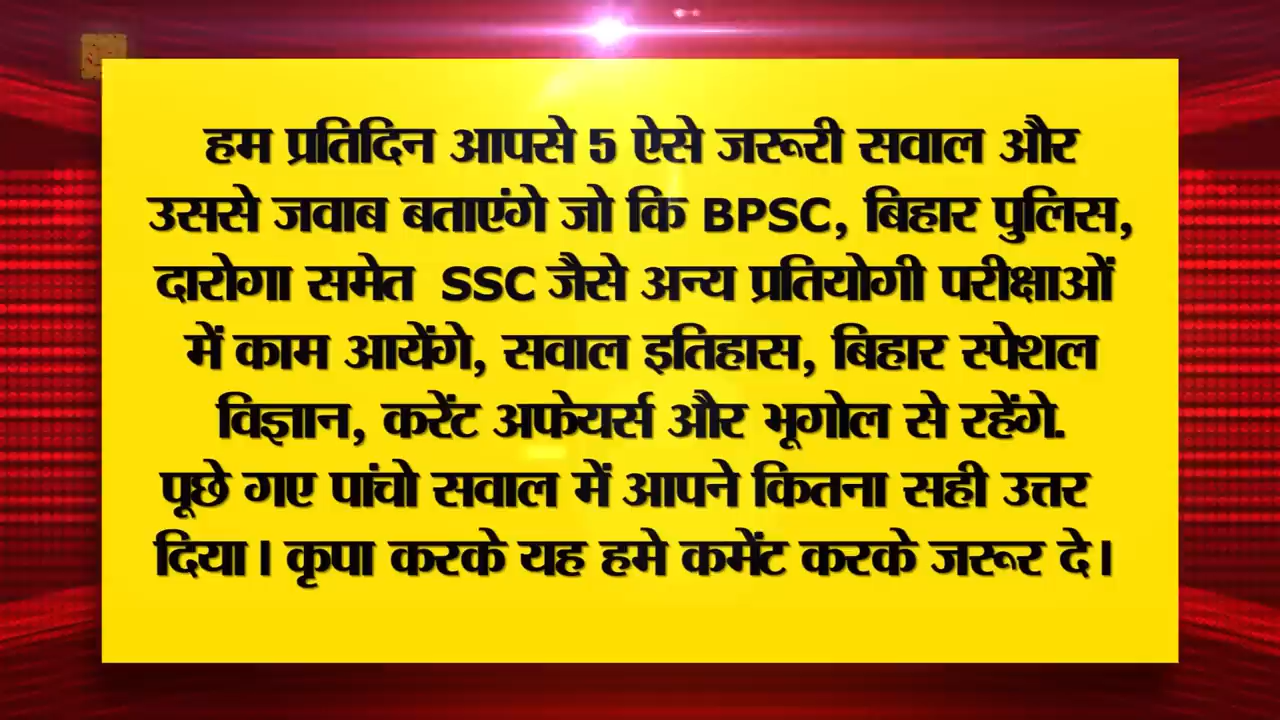 हम प्रतिदिन आपसे 5 ऐसे जरूरी सवाल और
उससे जवाब बताएंगे जो कि BPSC, बिहार पुलिस,
दारोगा समेत SSC जैसे अन्य प्रतियोगी परीक्षाओं
में काम आयेंगे, सवाल इतिहास, बिहार स्पेशल
विज्ञान, करेंट अफेयर्स और भूगोल से रहेंगे.
पूछे गए पांचो सवाल में आपने कितना सही उत्तर
दिया। कृपा करके यह हमे कमेंट करके जरूर दे।